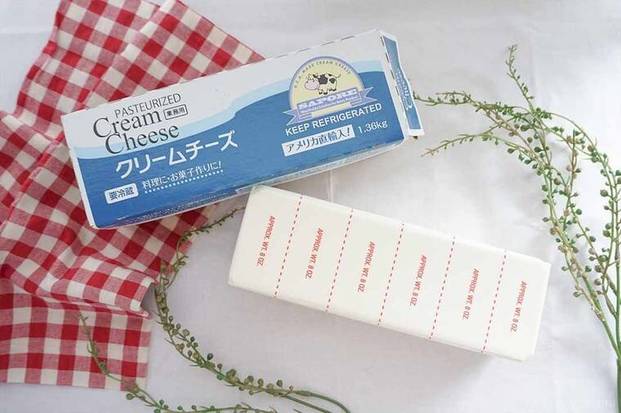 PASTEURIZED
Cream 業務用
Cheese
クリームチーズ
要冷蔵
料理に・お菓子作りに!
SAPORE
KEEP REFRIGERATED
アメリカ直輸入! 1.36kg
APPROX. WT. 8 OZ.
APPROX. WT. 8 OZ.
APPROX. WT. 8 OZ.
APPROX. WT. 8 OZ.
APPROX. WT. 8 OZ.
APPROX. WT. 8 OZ.